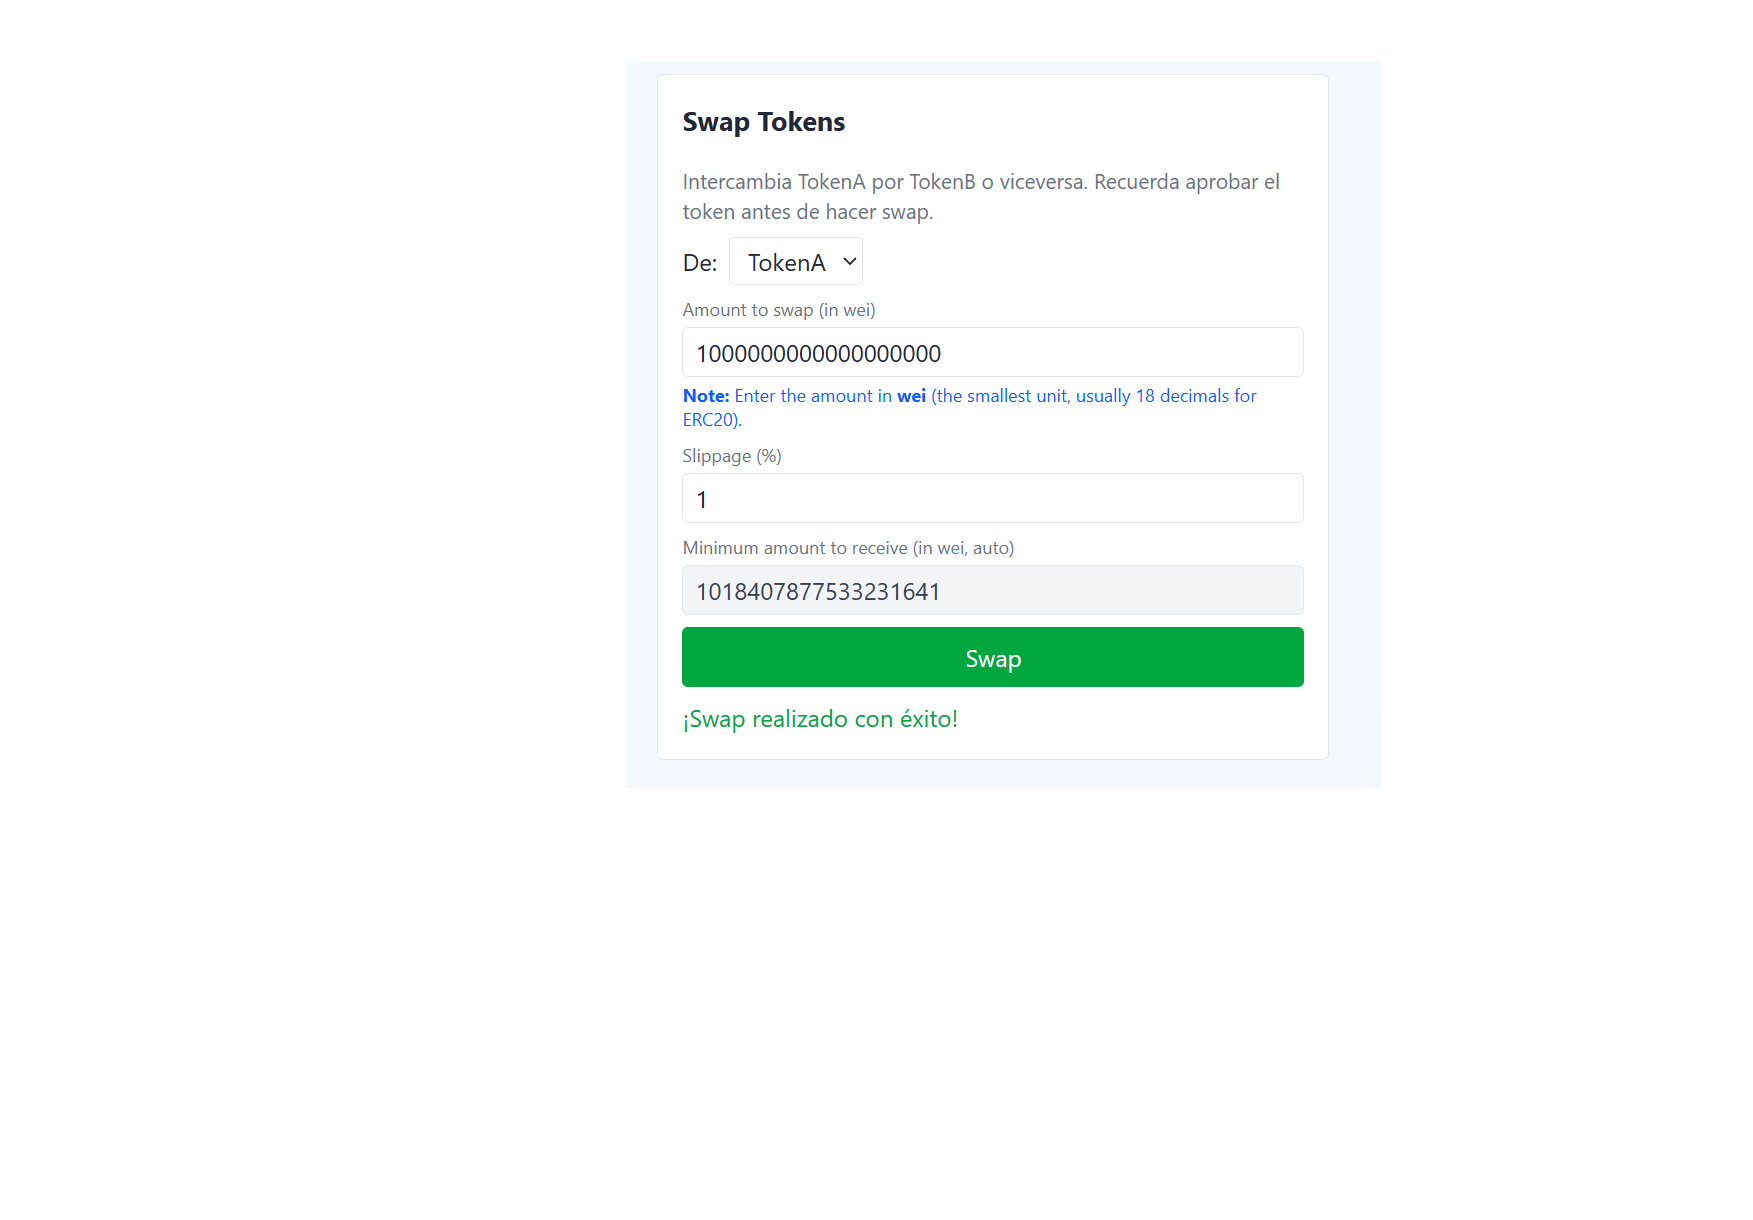 Swap Tokens
Intercambia TokenA por TokenB o viceversa. Recuerda aprobar el
token antes de hacer swap.
De: TokenA
Amount to swap (in wei)
1000000000000000000
Note: Enter the amount in wei (the smallest unit, usually 18 decimals for
ERC20).
Slippage (%)
1
Minimum amount to receive (in wei, auto)
1018407877533231641
Swap
¡Swap realizado con éxito!